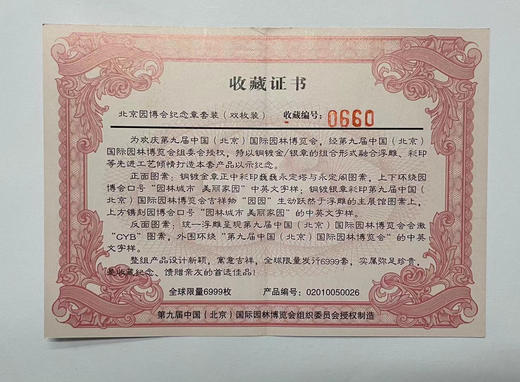 收藏证书
北京园博会纪念章套装（双枚装） 收藏编号：0660
为欢庆第九届中国（北京）国际园林博览会，经第九届中国（北京）
国际园林博览会组委会授权，特以铜镀金/银章的组合形式融合浮雕、彩印
等先进工艺倾情打造本套产品以示纪念。
正面图案：铜镀金章正中彩印巍巍永定塔与永定阁图案，上下环绕园
博会口号“园林城市 美丽家园”中英文字样；铜镀银章彩印第九届中国（北
京）国际园林博览会吉祥物“园园”生动跃然于浮雕的主展馆图案上，
上方镌刻园博会口号“园林城市 美丽家园”的中英文字样。
反面图案：统一浮雕呈现第九届中国（北京）国际园林博览会会徽
“GYB”图案，外围环绕“第九届中国（北京）国际园林博览会”的中英
文字样。
整组产品设计新颖，寓意吉祥，全球限量发行6999套，实属弥足珍贵，
是收藏纪念、馈赠亲友的首选佳品！
全球限量6999枚 产品编号：02010050026
第九届中国（北京）国际园林博览会组织委员会授权制造